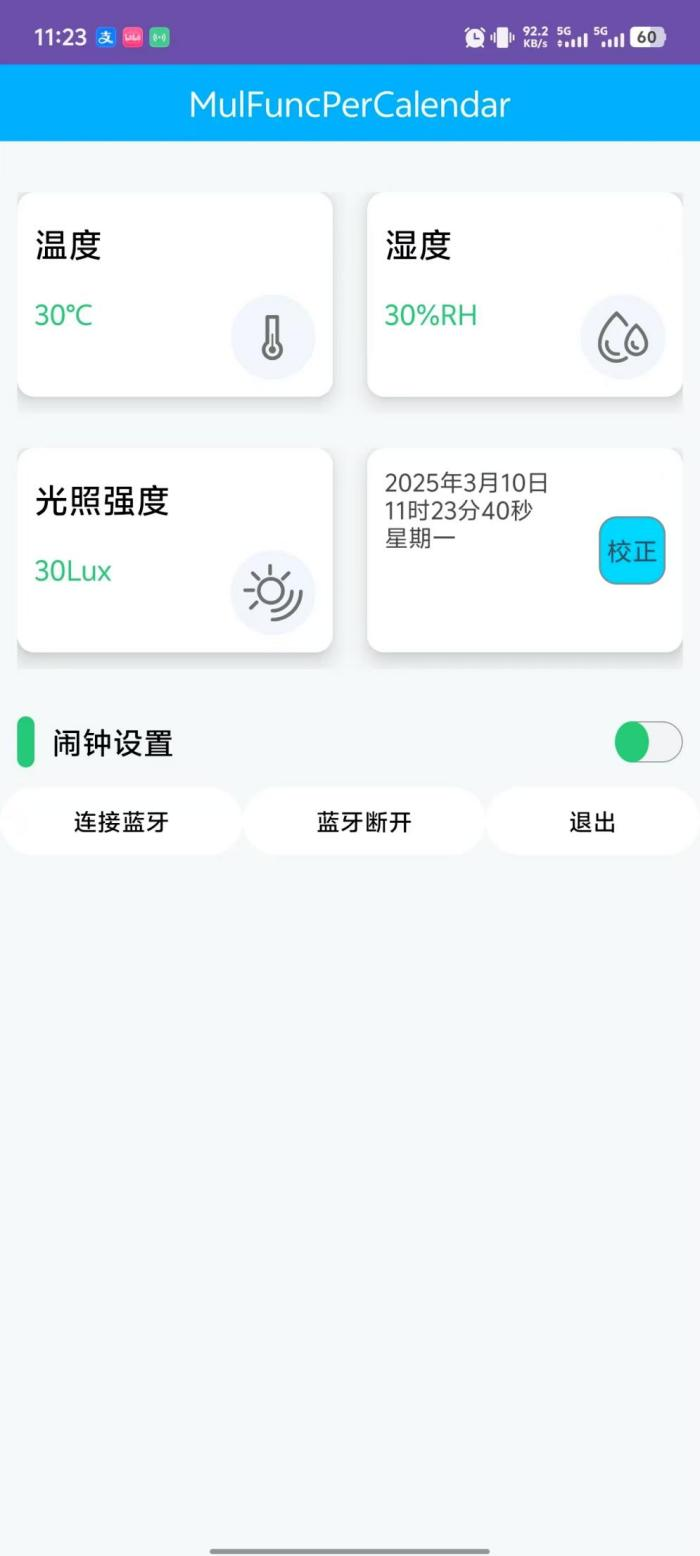 11:23 支 92.2 KB/s 5G 5G 60
MulFuncPerCalendar
温度
30℃
湿度
30%RH
光照强度
30Lux
2025年3月10日
11时23分40秒
星期一
校正
闹钟设置
连接蓝牙 蓝牙断开 退出